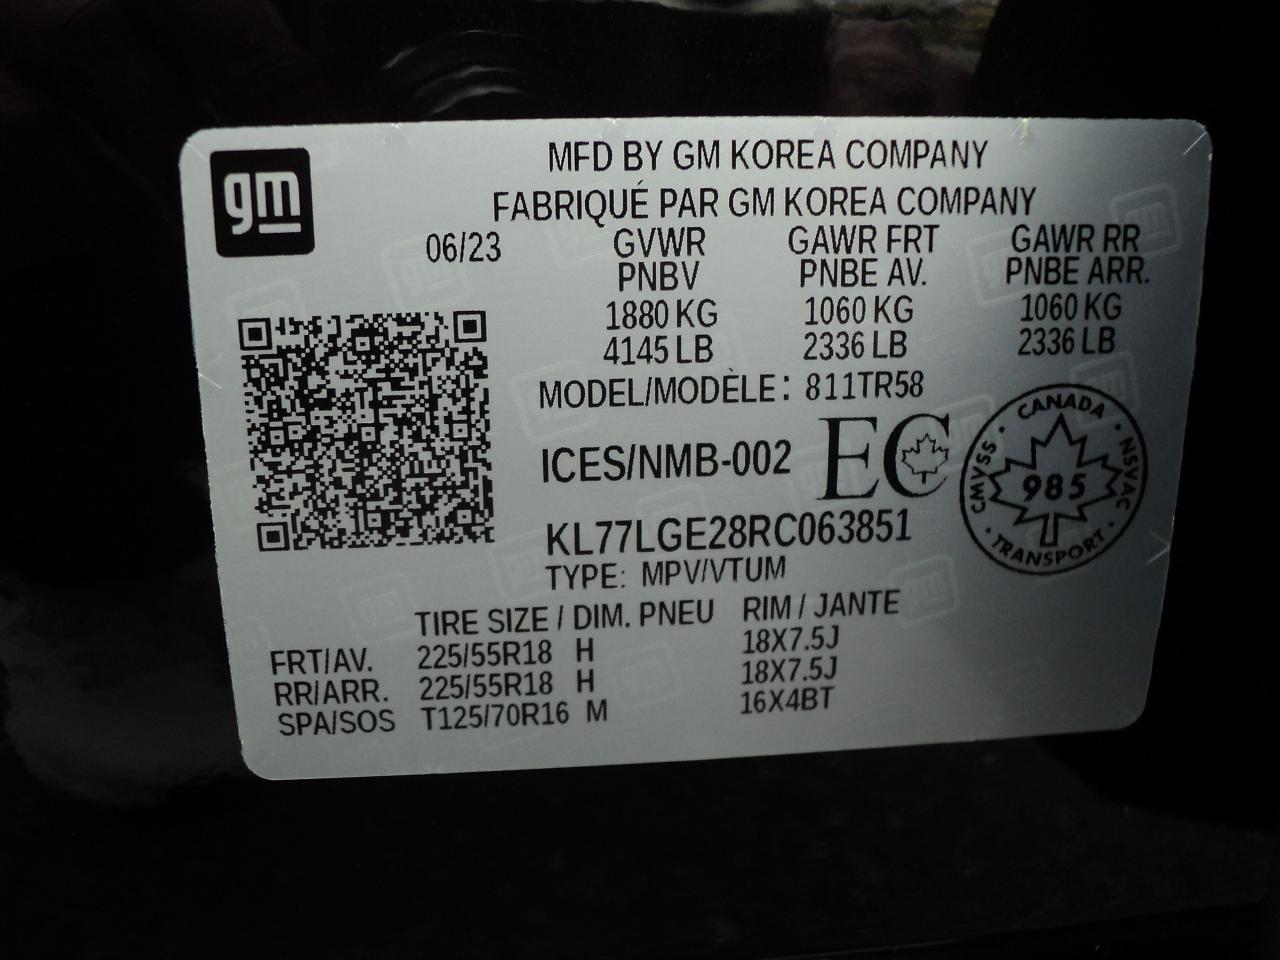 gm
MFD BY GM KOREA COMPANY
FABRIQUÉ PAR GM KOREA COMPANY
06/23 GVWR GAWR FRT GAWR RR
PNBV PNBE AV. PNBE ARR.
1880 KG 1060 KG 1060 KG
4145 LB 2336 LB 2336 LB
MODEL/MODÈLE: 811TR58
ICES/NMB-002 EC
CANADA
CMVSS · 985 · NSVAC
TRANSPORT
KL77LGE28RC063851
TYPE: MPV/VTUM
TIRE SIZE / DIM. PNEU RIM / JANTE
FRT/AV. 225/55R18 H 18X7.5J
RR/ARR. 225/55R18 H 18X7.5J
SPA/SOS T125/70R16 M 16X4BT